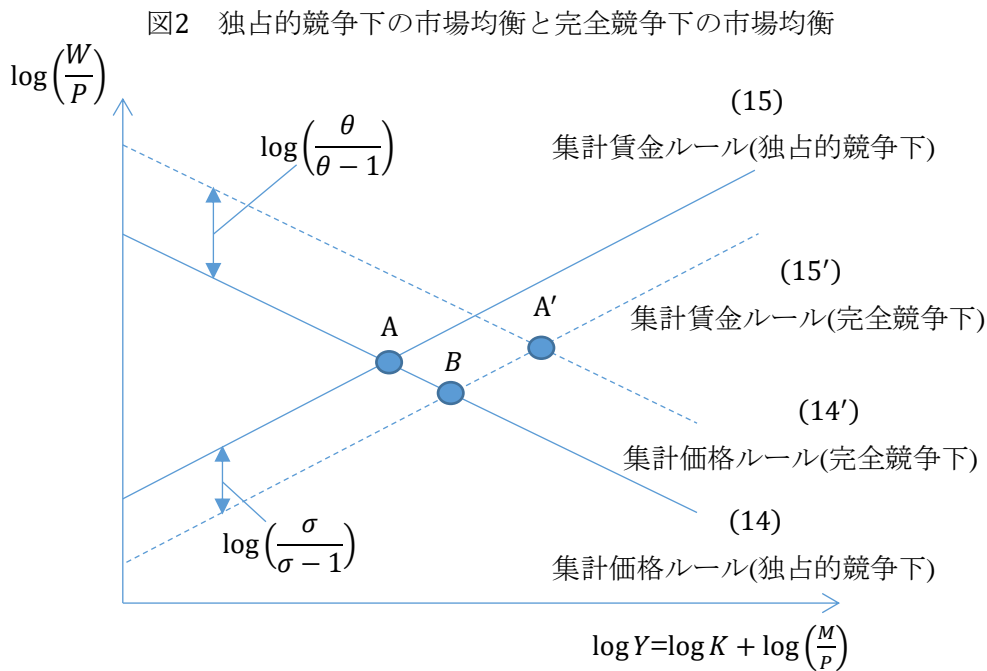 図2　独占的競争下の市場均衡と完全競争下の市場均衡
log(W/P)
log(θ/(θ − 1))
(15)
集計賃金ルール(独占的競争下)
(15′)
集計賃金ルール(完全競争下)
A
A′
B
(14′)
集計価格ルール(完全競争下)
log(σ/(σ − 1))
(14)
集計価格ルール(独占的競争下)
log Y=log K + log(M/P)